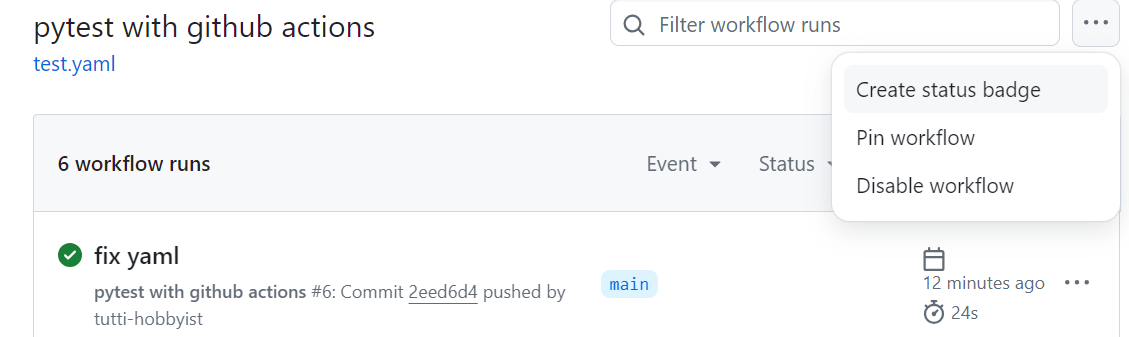 pytest with github actions
Filter workflow runs
test.yaml
Create status badge
Pin workflow
Disable workflow
6 workflow runs
Event
Status
fix yaml
pytest with github actions #6: Commit 2eed6d4 pushed by
tutti-hobbyist
main
12 minutes ago
24s